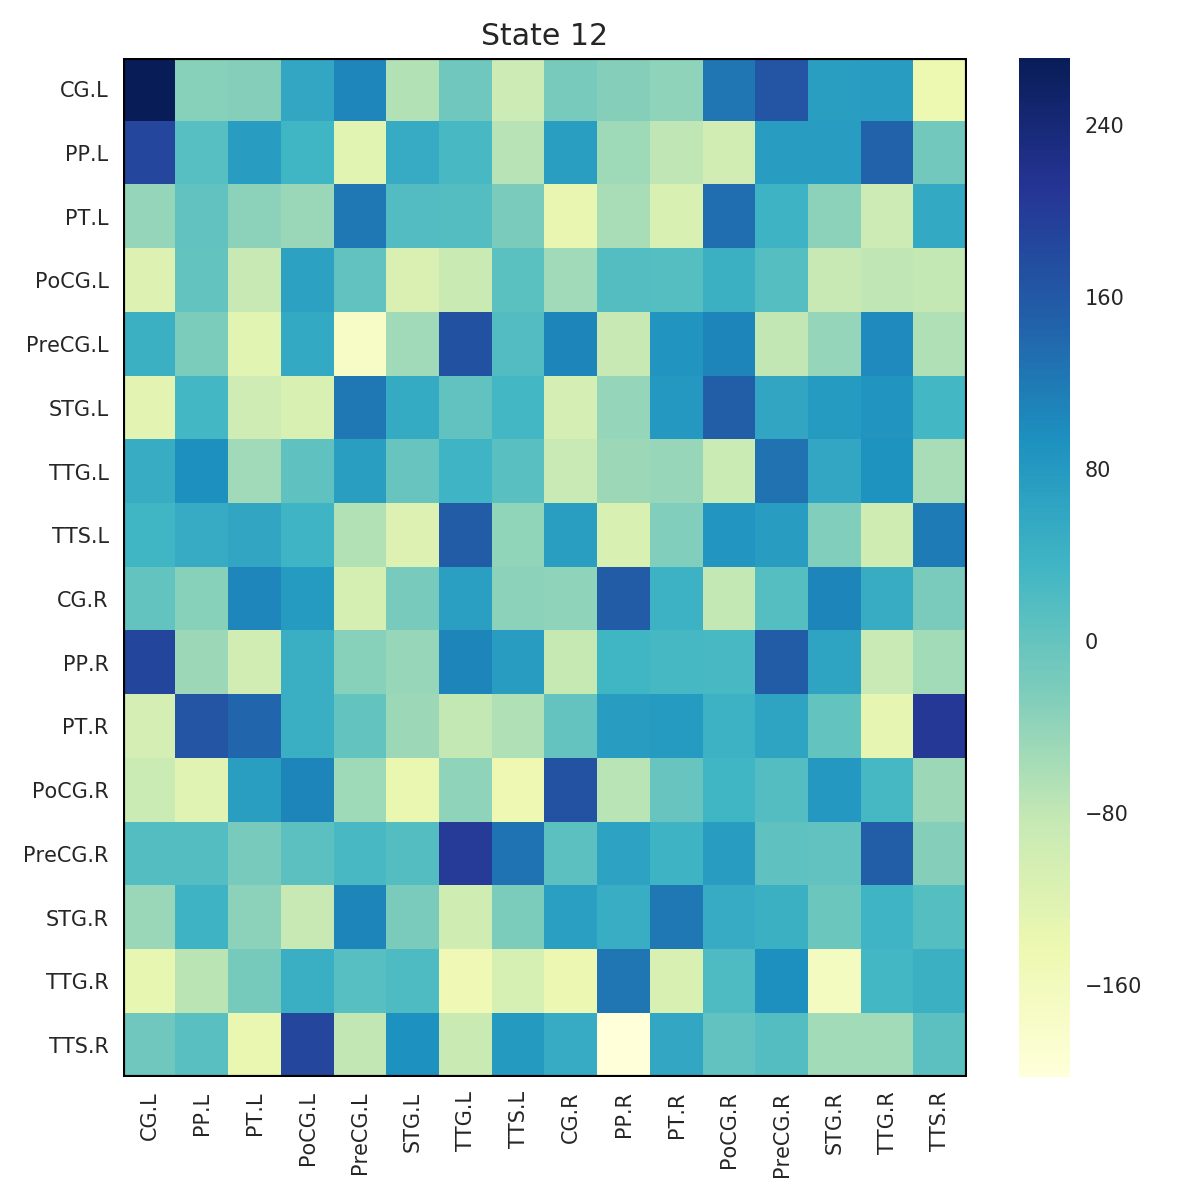 State 12
CG.L
PP.L
PT.L
PoCG.L
PreCG.L
STG.L
TTG.L
TTS.L
CG.R
PP.R
PT.R
PoCG.R
PreCG.R
STG.R
TTG.R
TTS.R
240
160
80
0
−80
−160
CG.L
PP.L
PT.L
PoCG.L
PreCG.L
STG.L
TTG.L
TTS.L
CG.R
PP.R
PT.R
PoCG.R
PreCG.R
STG.R
TTG.R
TTS.R